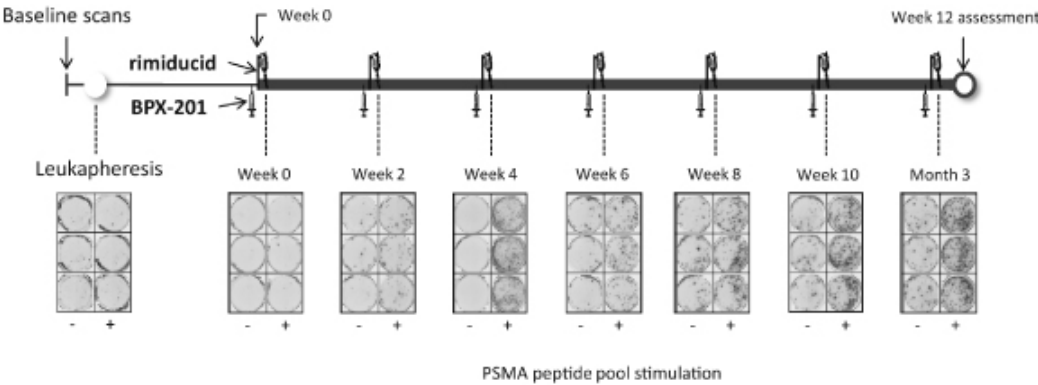 Baseline scans
Week 0
Week 12 assessment
rimiducid
BPX-201
Leukapheresis
Week 0
Week 2
Week 4
Week 6
Week 8
Week 10
Month 3
- + - + - + - + - + - + - + - +
PSMA peptide pool stimulation